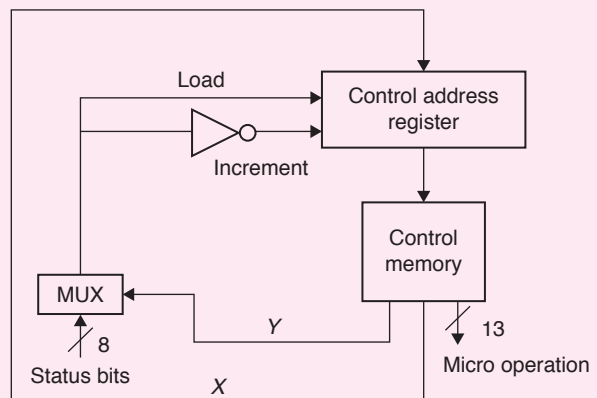 Load
Control address
register
Increment
Control
memory
MUX
Y
13
8
Micro operation
Status bits
X